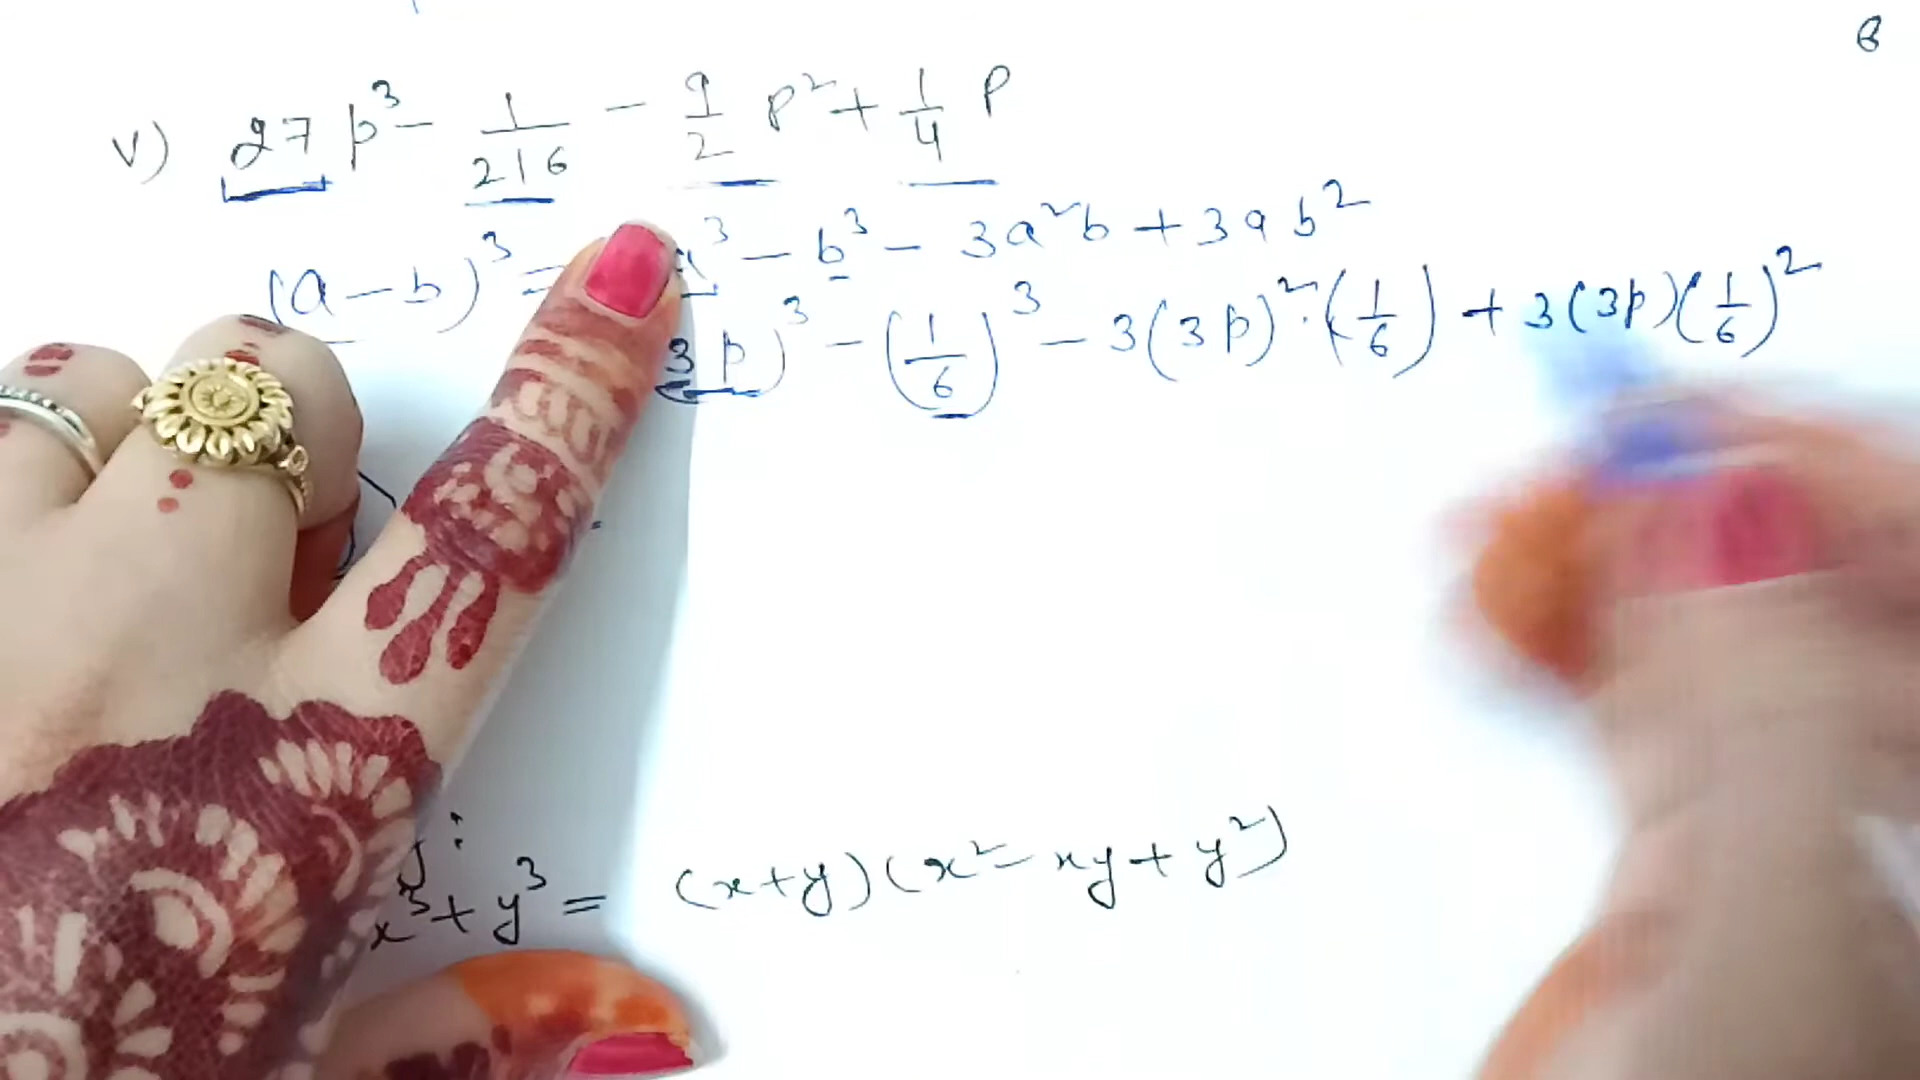 8
v) 27p³ - 1/216 - 9/2 p² + 1/4 p
(a-b)³ = a³ - b³ - 3a²b + 3ab²
3p)³ - (1/6)³ - 3(3p)²·(1/6) + 3(3p)(1/6)²
x³+y³ = (x+y)(x²-xy+y²)